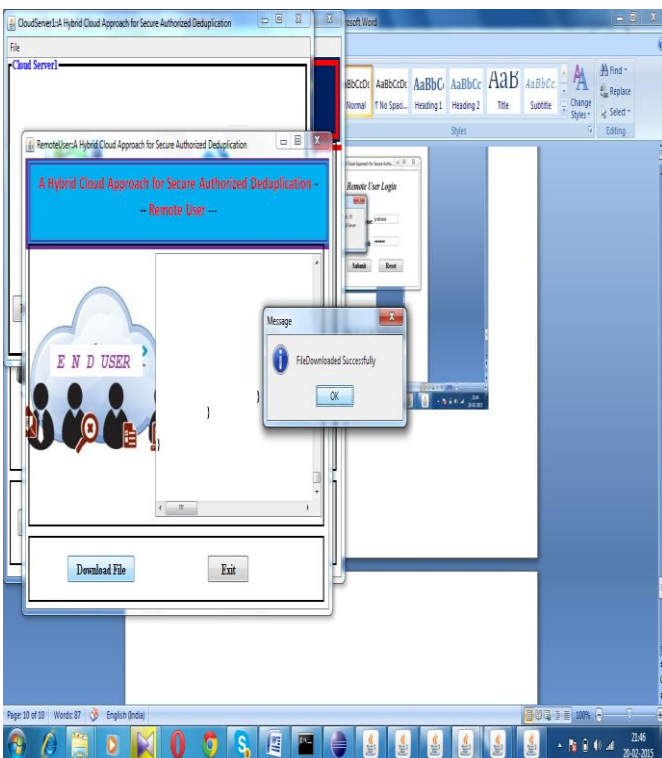 CloudServer1::A Hybrid Cloud Approach for Secure Authorized Deduplication
File
Cloud Server1
RemoteUser::A Hybrid Cloud Approach for Secure Authorized Deduplication
A Hybrid Cloud Approach for Secure Authorized Deduplication -
-- Remote User ---
E N D USER
}
}
}
Download File
Exit
Message
FileDownloaded Successfully
OK
osoft Word
BbCcDc AaBbCcDc AaBbC AaBbCc AaB AaBbCc.
Normal ¶ No Spaci... Heading 1 Heading 2 Title Subtitle
Change Styles
Styles
Find
Replace
Select
Editing
Remote User Login
Submit Reset
Page: 10 of 10 Words: 87 English (India)
100%
21:46
20-02-2015